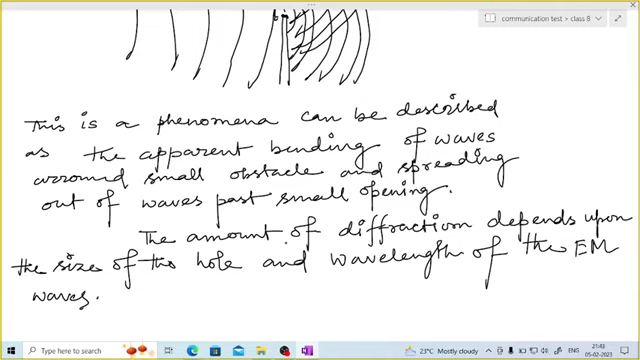 communication test > class 8
This is a phenomena can be described
as the apparent bending of waves
arround small obstacle and spreading
out of waves past small opening.
The amount of diffraction depends upon
the size of the hole and wavelength of the EM
waves.
Type here to search
23°C Mostly cloudy
21:43
05-02-2023